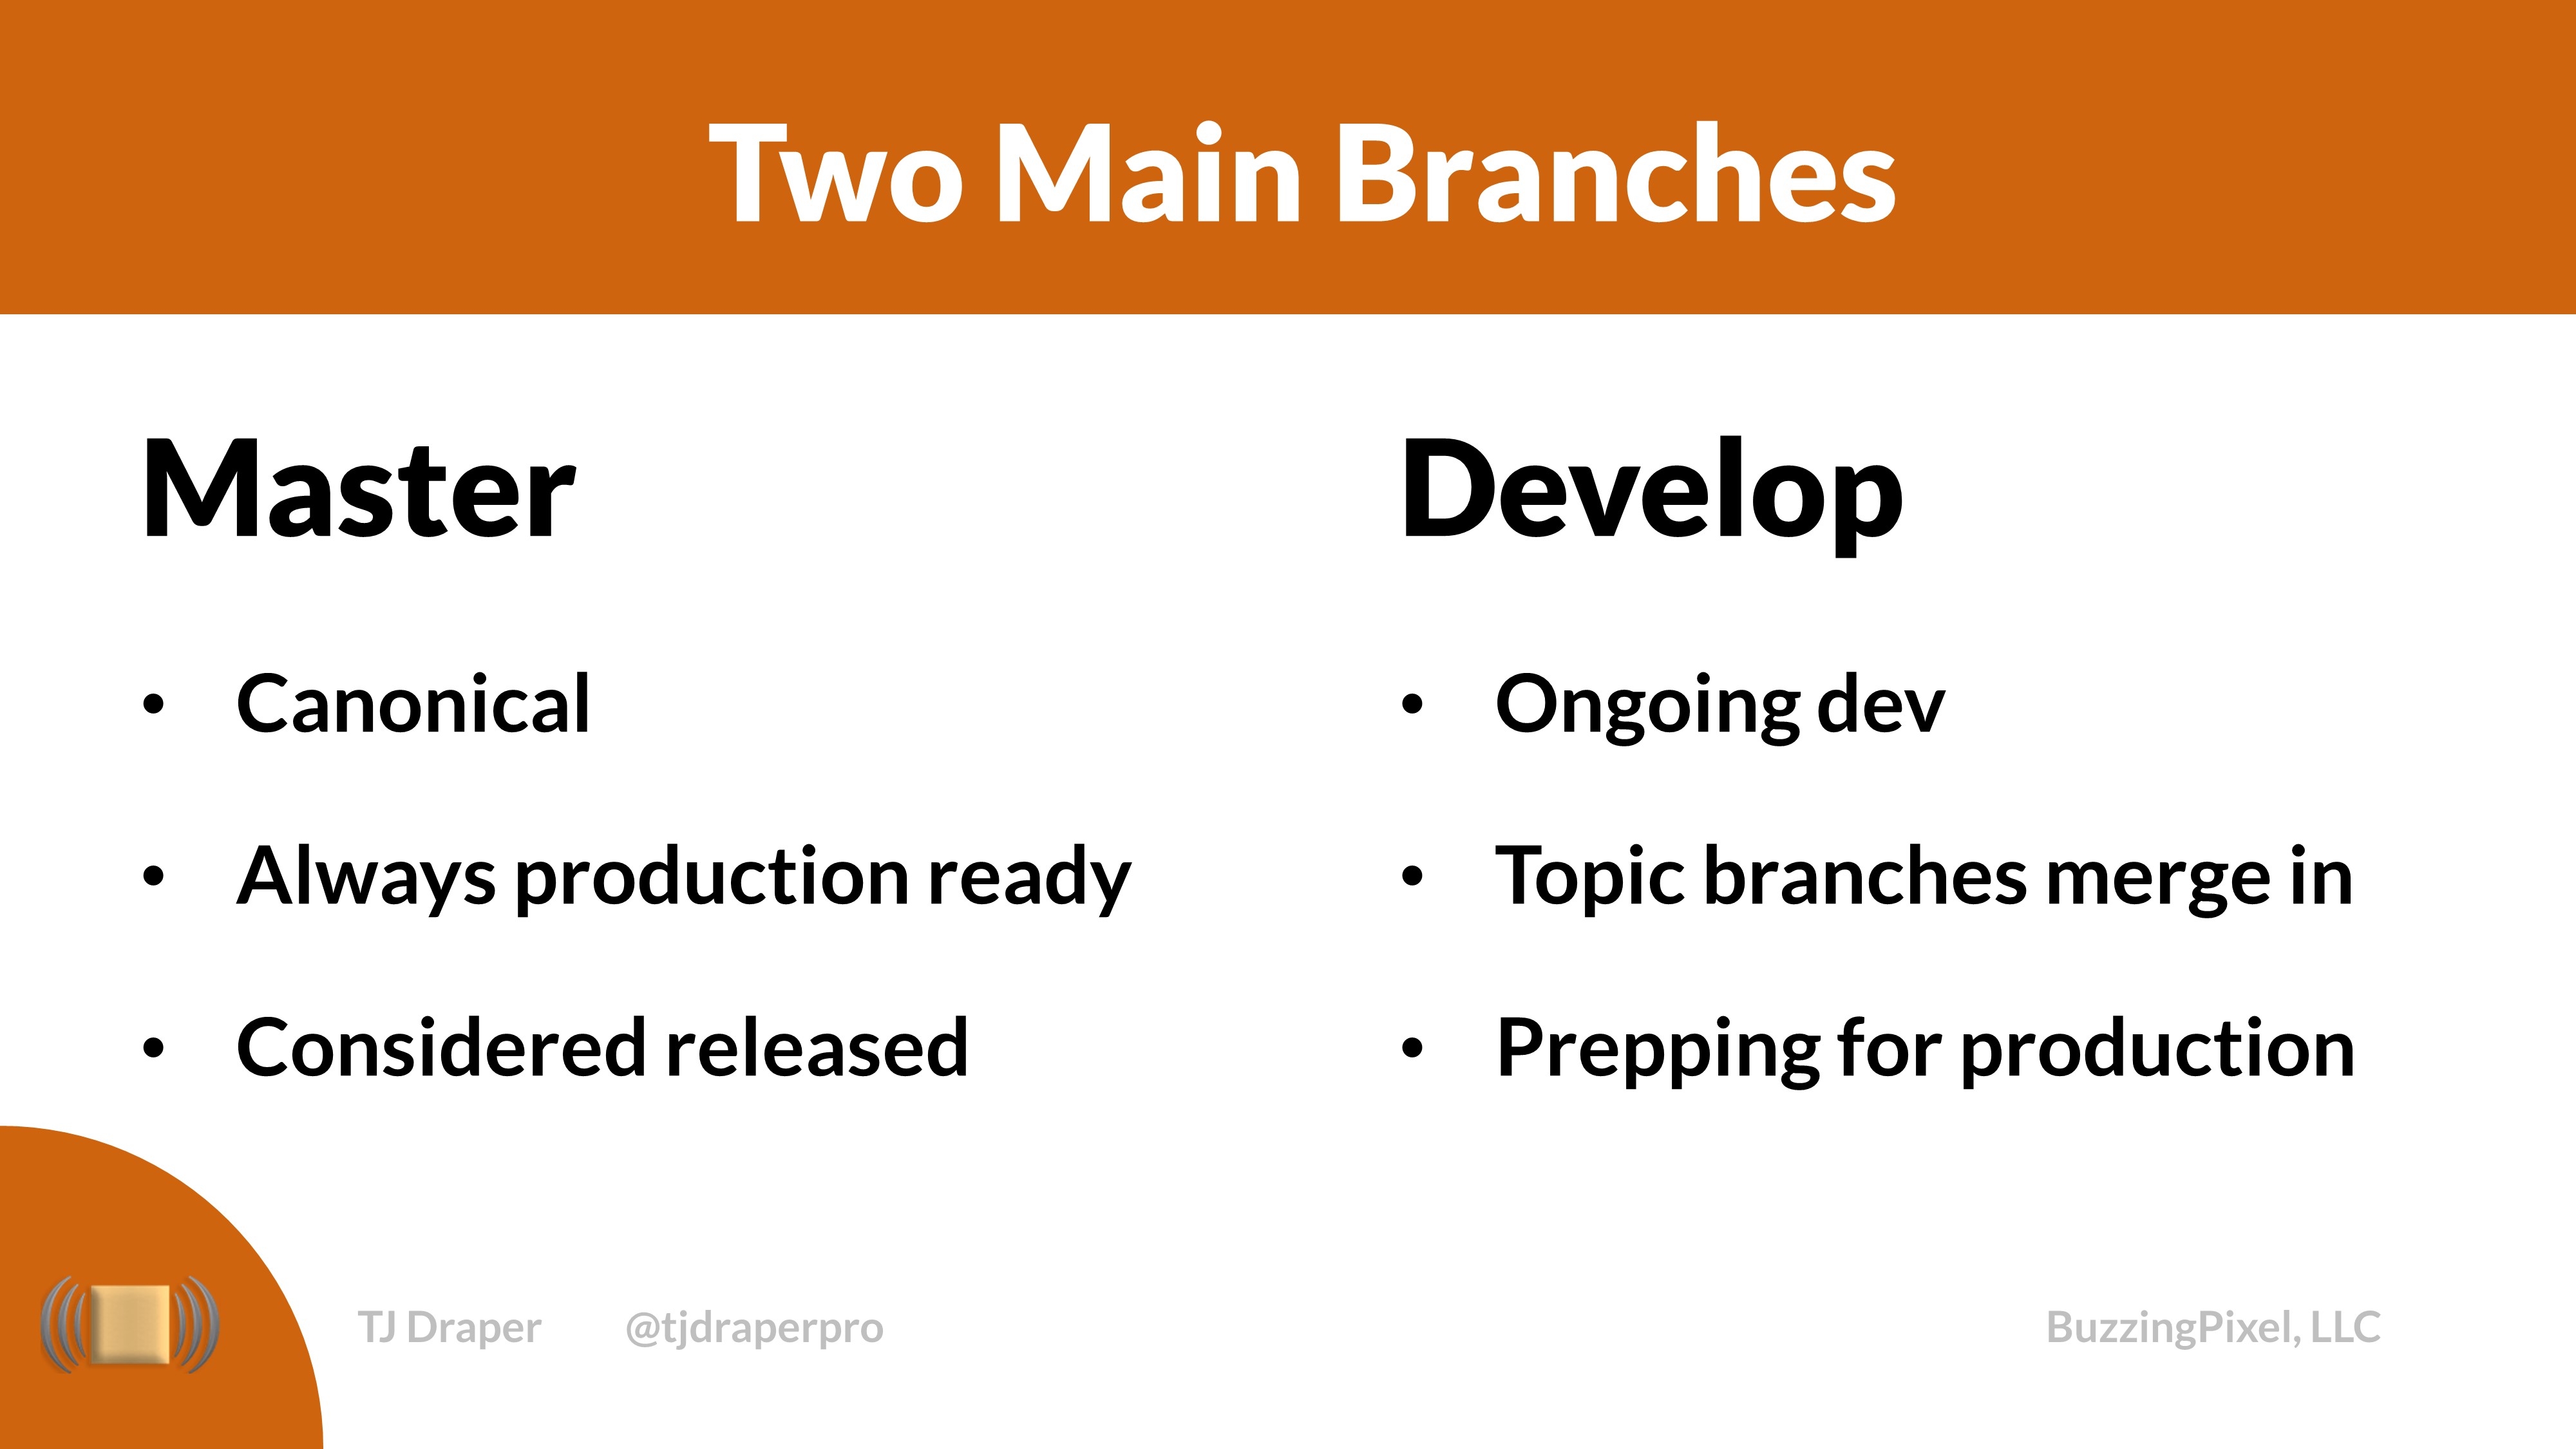 Two Main Branches
Master
• Canonical
• Always production ready
• Considered released
Develop
• Ongoing dev
• Topic branches merge in
• Prepping for production
TJ Draper @tjdraperpro
BuzzingPixel, LLC